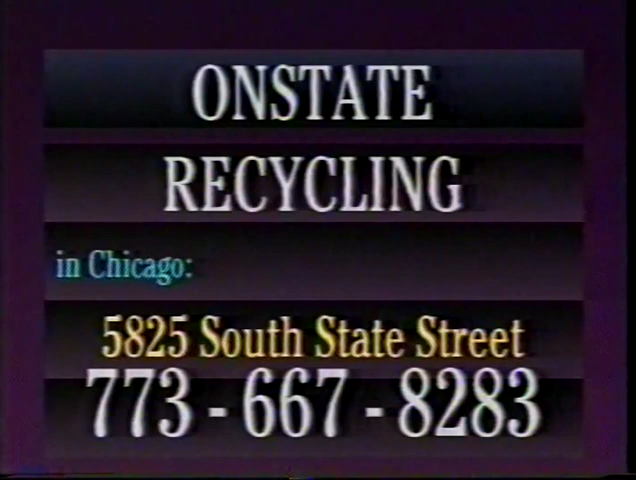 ONSTATE
RECYCLING
in Chicago:
5825 South State Street
773 - 667 - 8283